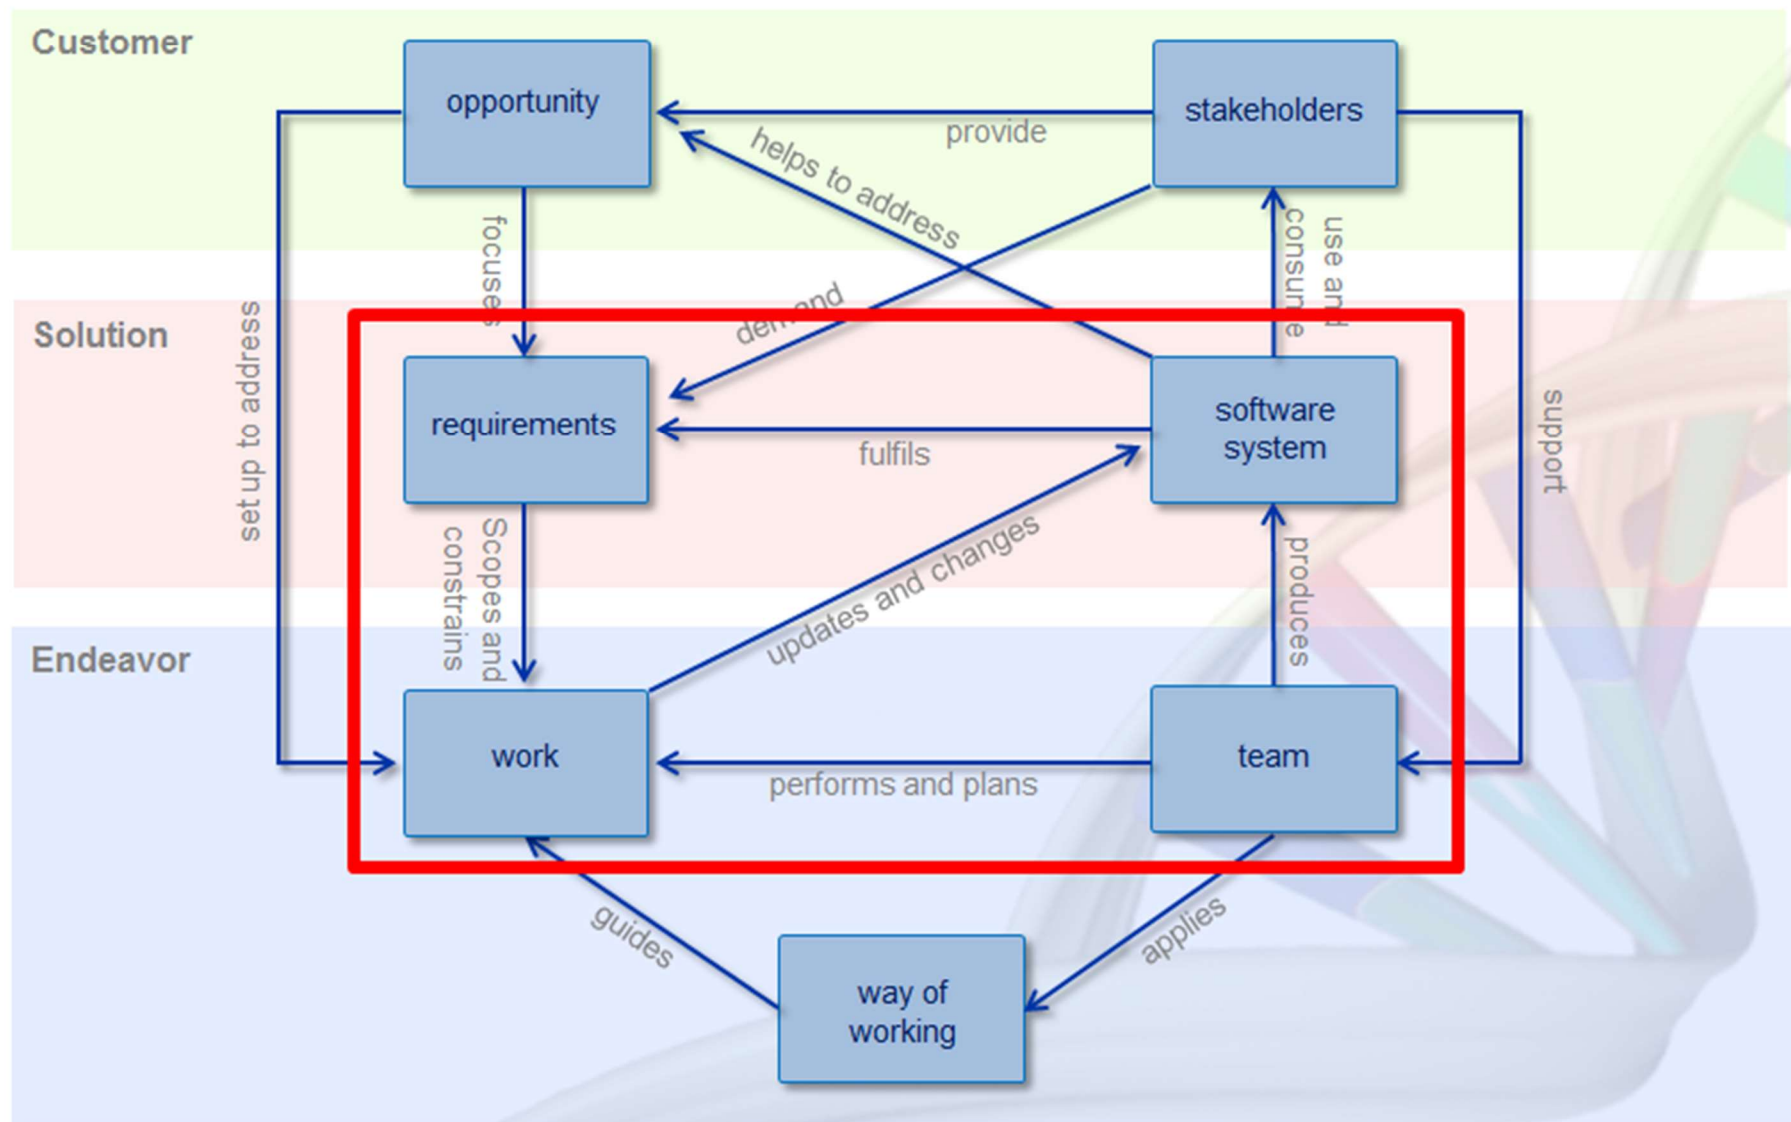 Customer
opportunity
stakeholders
provide
helps to address
focuses
use and
consume
demand
set up to address
Solution
requirements
software
system
fulfils
support
Scopes and
constrains
updates and changes
produces
Endeavor
work
team
performs and plans
guides
applies
way of
working